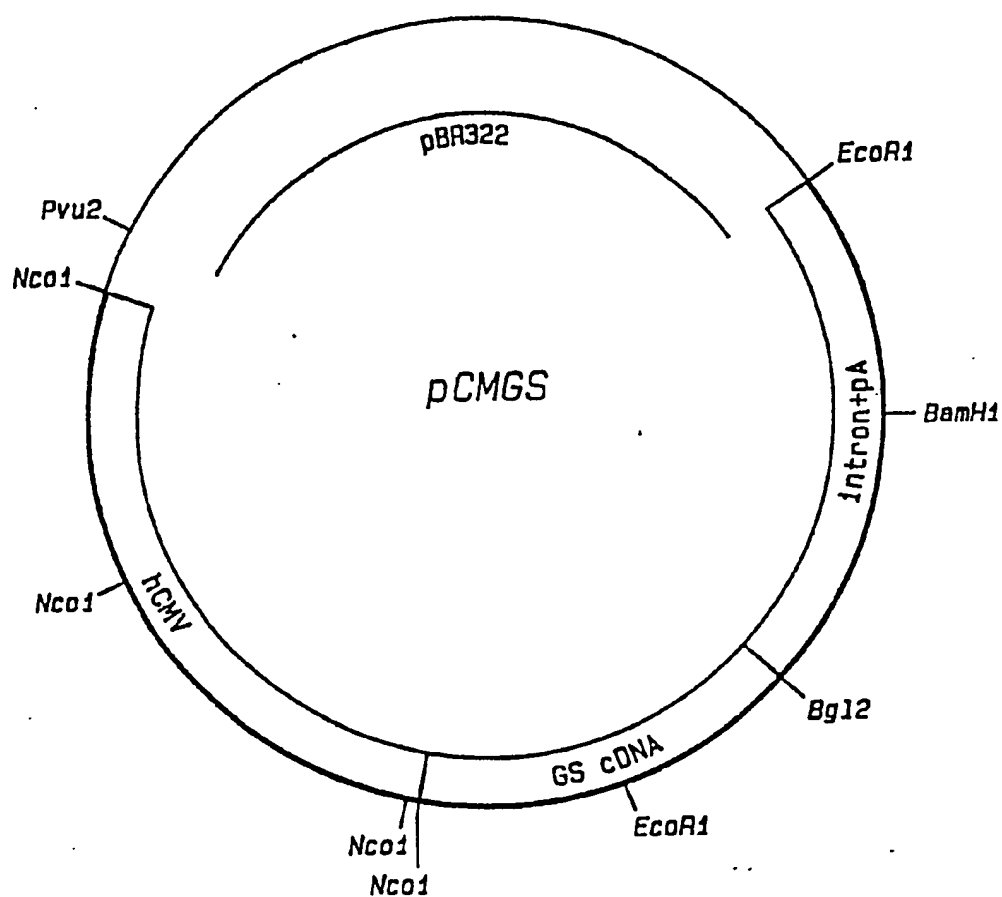 pBR322
EcoR1
Pvu2
Nco1
pCMGS
intron+pA
BamH1
Nco1
hCMV
Bgl2
GS cDNA
EcoR1
Nco1
Nco1